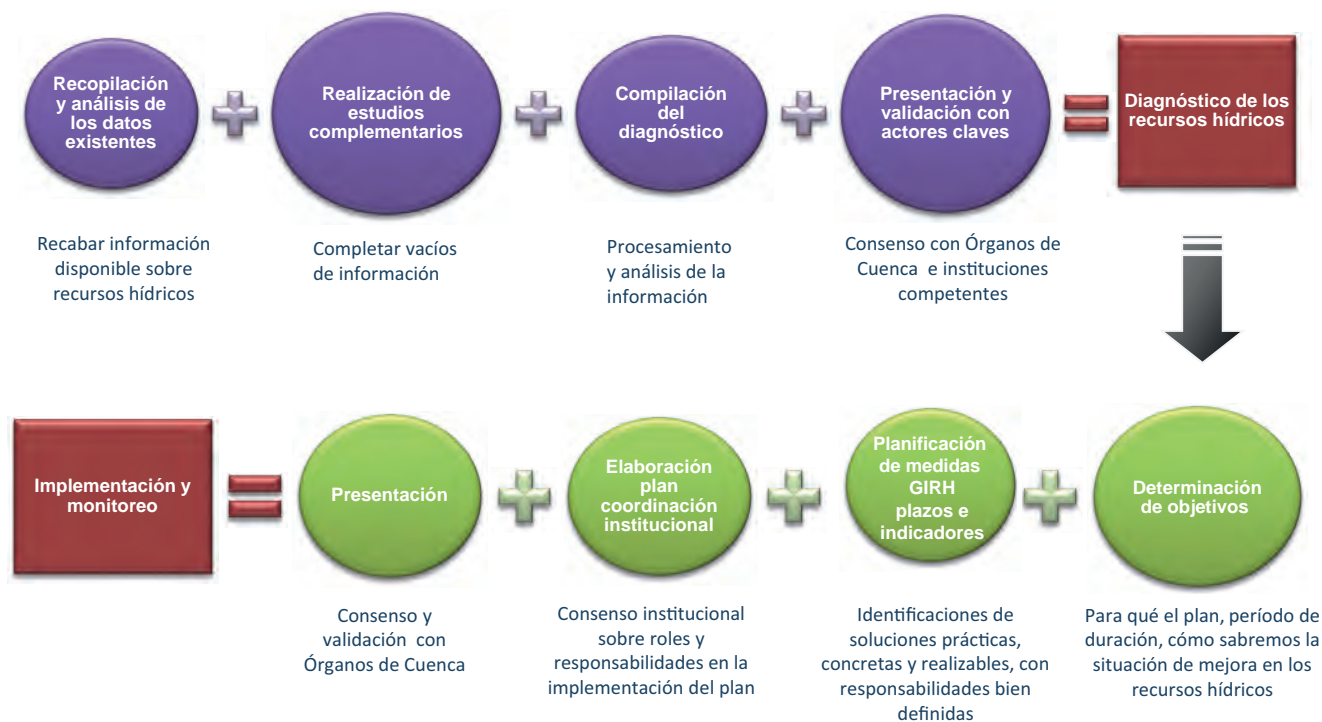 Recopilación
y análisis de
los datos
existentes
Realización de
estudios
complementarios
Compilación
del
diagnóstico
Presentación y
validación con
actores claves
Diagnóstico de los
recursos hídricos
Recabar información
disponible sobre
recursos hídricos
Completar vacíos
de información
Procesamiento
y análisis de la
información
Consenso con Órganos de
Cuenca e instituciones
competentes
Implementación y
monitoreo
Presentación
Elaboración
plan
coordinación
institucional
Planificación
de medidas
GIRH
plazos e
indicadores
Determinación
de objetivos
Consenso y
validación con
Órganos de Cuenca
Consenso institucional
sobre roles y
responsabilidades en la
implementación del plan
Identificaciones de
soluciones prácticas,
concretas y realizables, con
responsabilidades bien
definidas
Para qué el plan, período de
duración, cómo sabremos la
situación de mejora en los
recursos hídricos